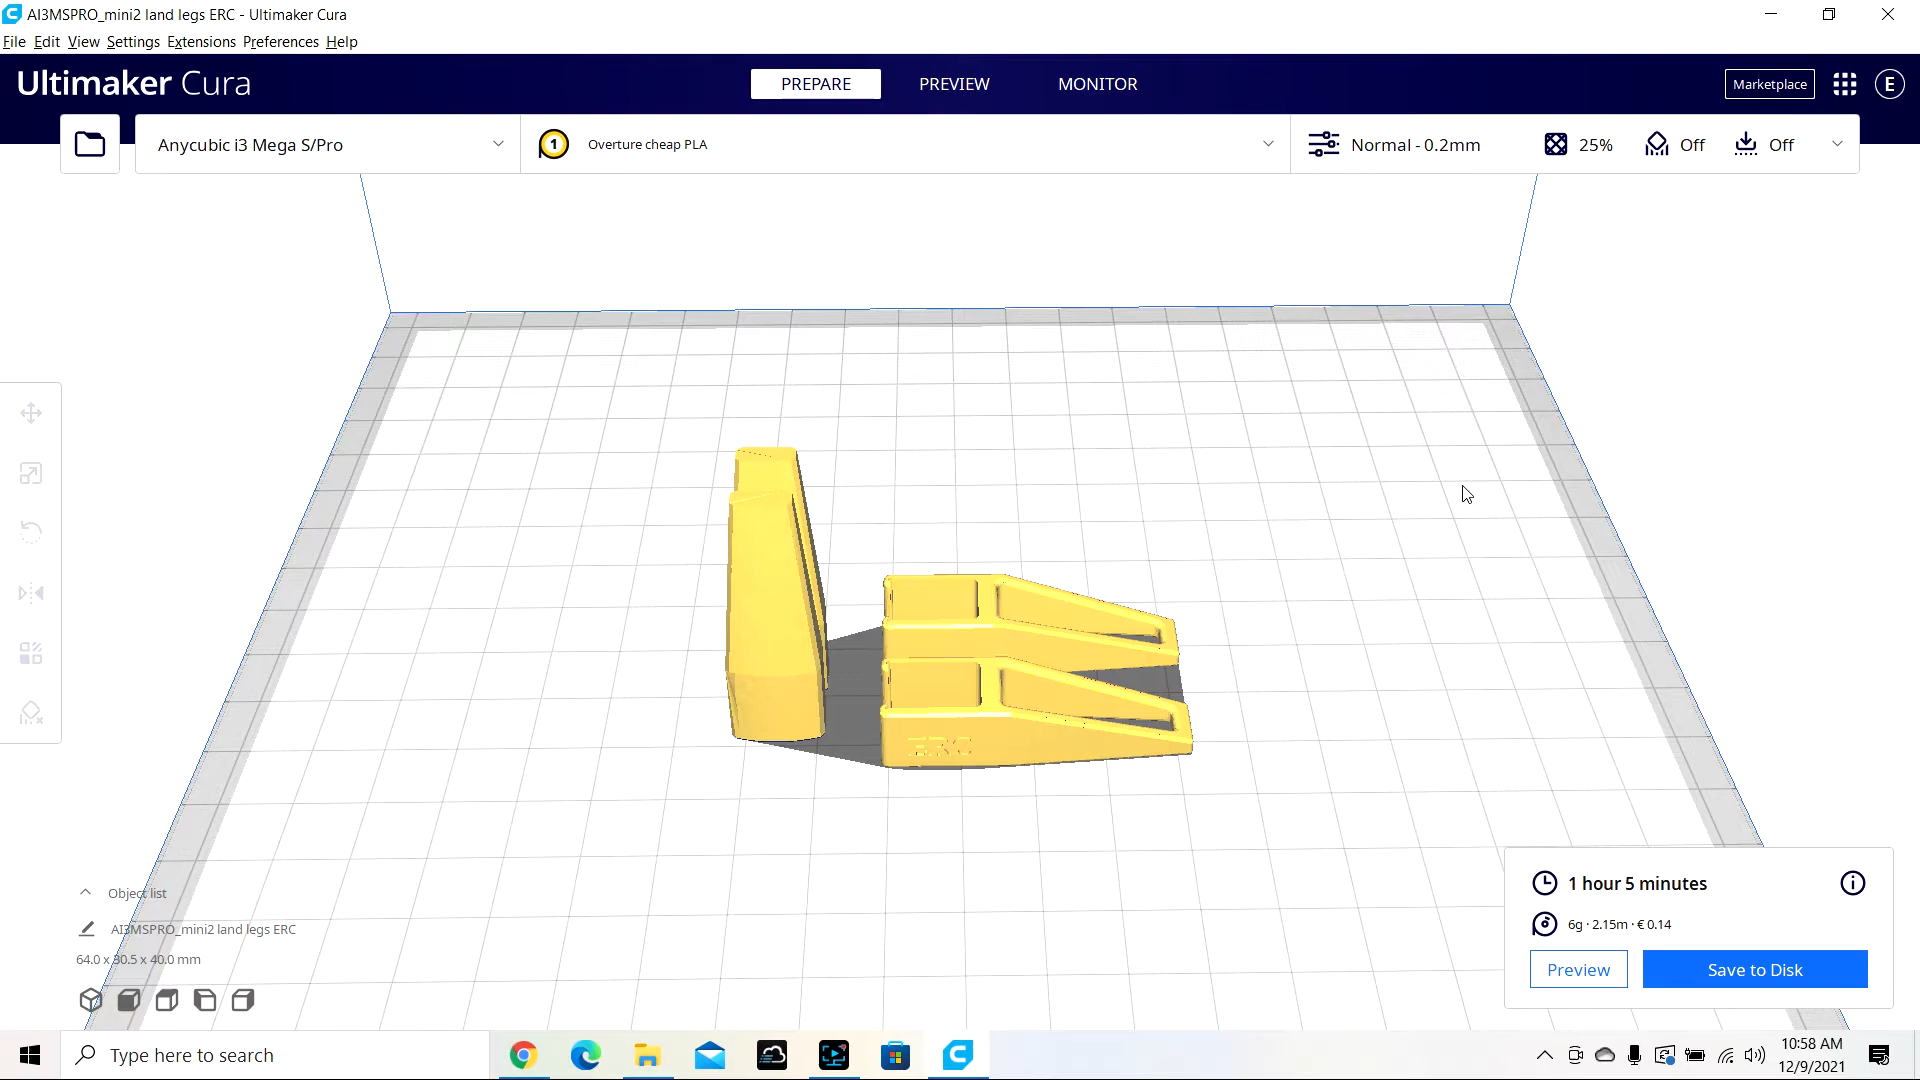 AI3MSPRO_mini2 land legs ERC - Ultimaker Cura
File Edit View Settings Extensions Preferences Help
Ultimaker Cura
PREPARE PREVIEW MONITOR
Marketplace
E
Anycubic i3 Mega S/Pro
1
Overture cheap PLA
Normal - 0.2mm
25%
Off
Off
ERC
Object list
AI3MSPRO_mini2 land legs ERC
64.0 x 30.5 x 40.0 mm
1 hour 5 minutes
6g · 2.15m · € 0.14
Preview
Save to Disk
Type here to search
10:58 AM
12/9/2021